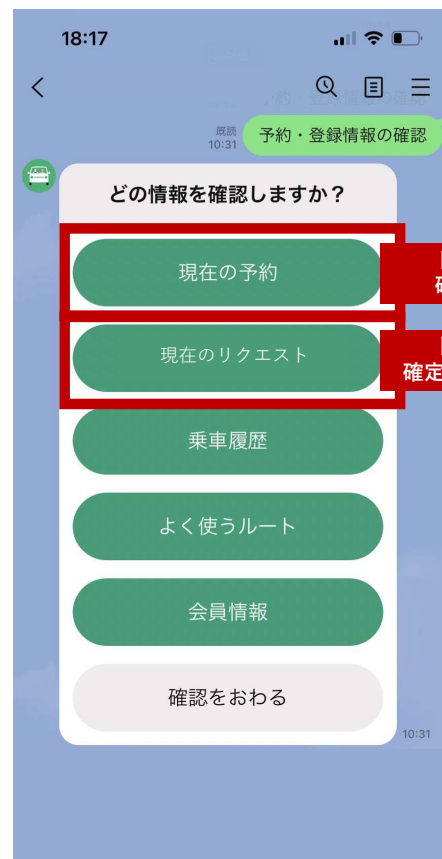 18:17
予約・登録情報の確認
既読
10:31
どの情報を確認しますか？
現在の予約
現在のリクエスト
確定
乗車履歴
よく使うルート
会員情報
確認をおわる
10:31